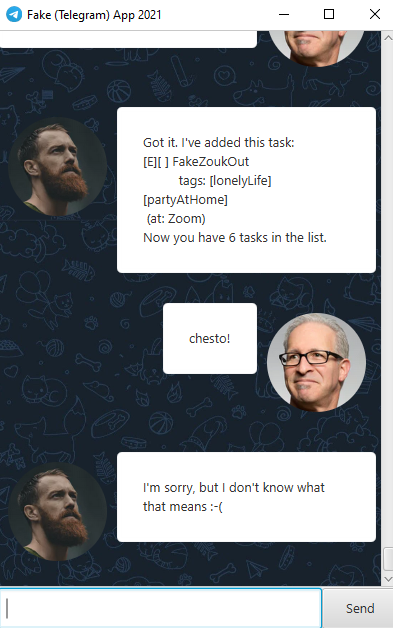 Fake (Telegram) App 2021
Got it. I've added this task:
[E][ ] FakeZoukOut
tags: [lonelyLife]
[partyAtHome]
(at: Zoom)
Now you have 6 tasks in the list.
chesto!
I'm sorry, but I don't know what
that means :-(
Send